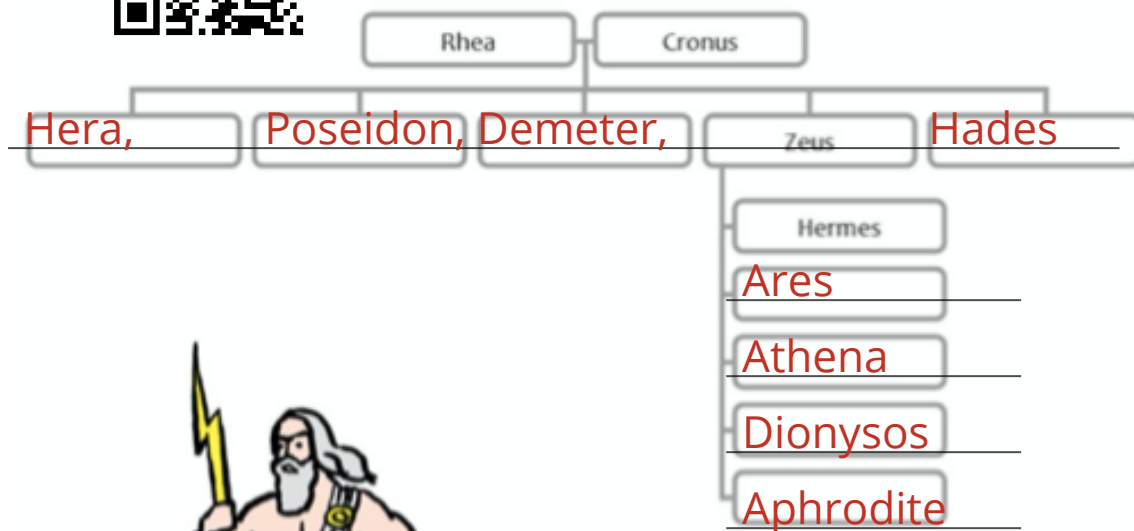 Rhea Cronus
Hera, Poseidon, Demeter, Zeus Hades
Hermes
Ares
Athena
Dionysos
Aphrodite